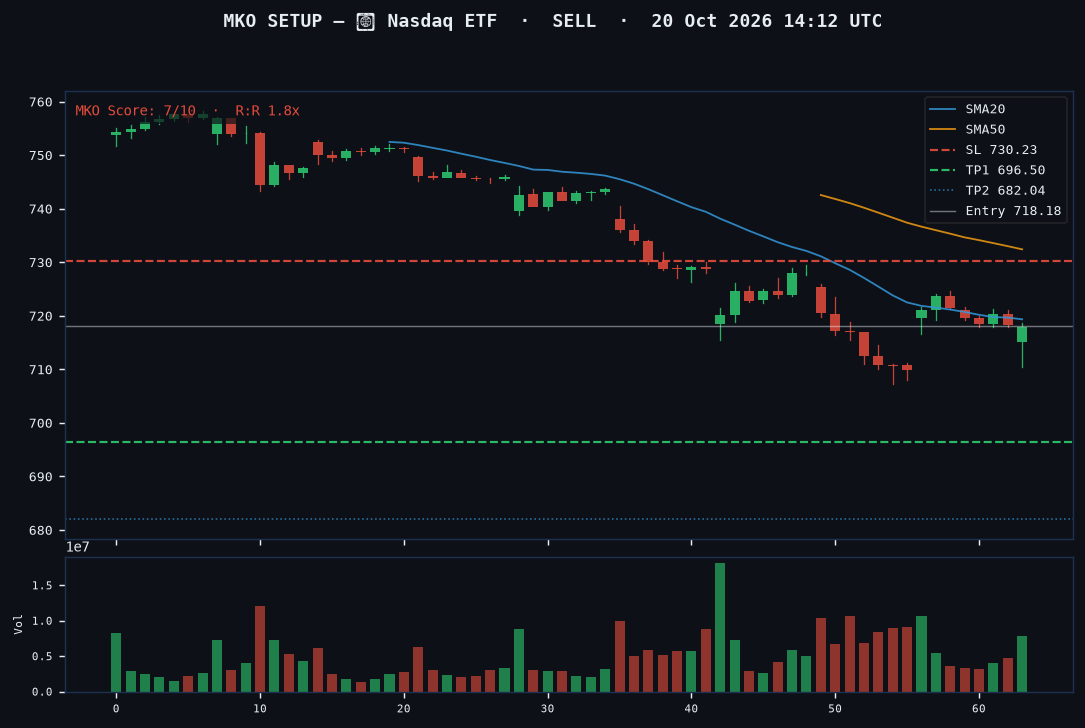 MKO SETUP — Nasdaq ETF · SELL · 20 Oct 2026 14:12 UTC
MKO Score: 7/10 · R:R 1.8x
SMA20
SMA50
SL 730.23
TP1 696.50
TP2 682.04
Entry 718.18
760
750
740
730
720
710
700
690
680
1e7
Vol
1.5
1.0
0.5
0.0
0 10 20 30 40 50 60